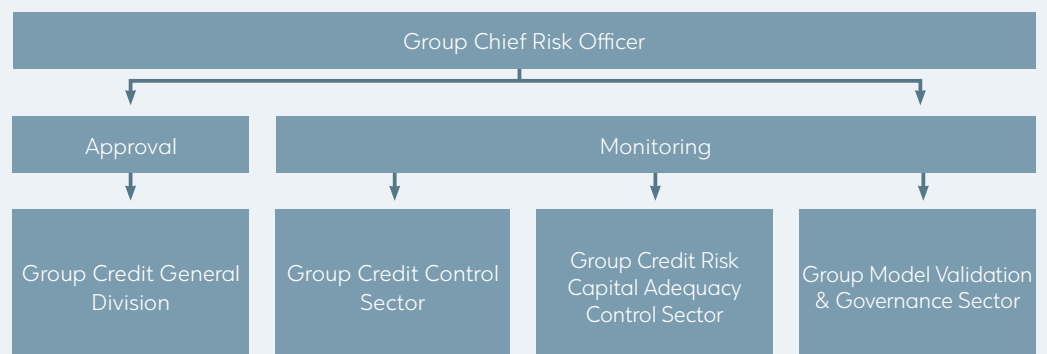 Group Chief Risk Officer
Approval
Monitoring
Group Credit General
Division
Group Credit Control
Sector
Group Credit Risk
Capital Adequacy
Control Sector
Group Model Validation
& Governance Sector